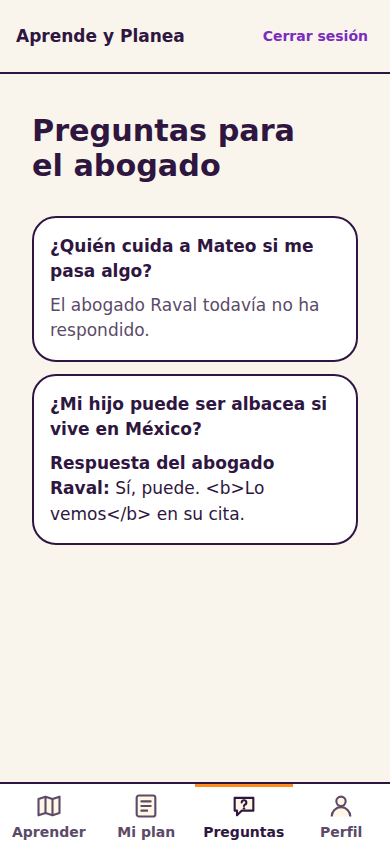 Aprende y Planea
Cerrar sesión
Preguntas para
el abogado
¿Quién cuida a Mateo si me
pasa algo?
El abogado Raval todavía no ha
respondido.
¿Mi hijo puede ser albacea si
vive en México?
Respuesta del abogado
Raval: Sí, puede. <b>Lo
vemos</b> en su cita.
Aprender
Mi plan
Preguntas
Perfil